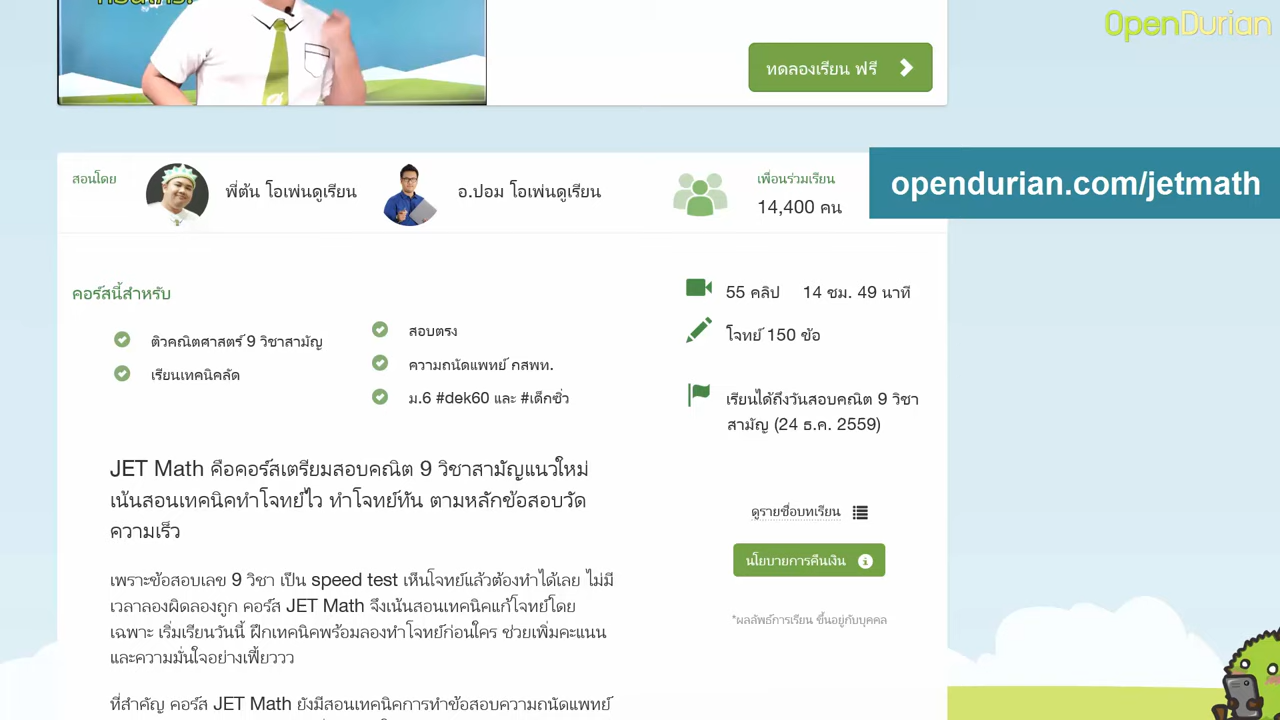 OpenDurian
ทดลองเรียน ฟรี
สอนโดย
พี่ต้น โอเพ่นดูเรียน
อ.ปอม โอเพ่นดูเรียน
เพื่อนร่วมเรียน
14,400 คน
opendurian.com/jetmath
คอร์สนี้สำหรับ
ติวคณิตศาสตร์ 9 วิชาสามัญ
เรียนเทคนิคลัด
สอบตรง
ความถนัดแพทย์ กสพท.
ม.6 #dek60 และ #เด็กซิ่ว
55 คลิป 14 ชม. 49 นาที
โจทย์ 150 ข้อ
เรียนได้ถึงวันสอบคณิต 9 วิชา
สามัญ (24 ธ.ค. 2559)
JET Math คือคอร์สเตรียมสอบคณิต 9 วิชาสามัญแนวใหม่
เน้นสอนเทคนิคทำโจทย์ไว ทำโจทย์ทัน ตามหลักข้อสอบวัด
ความเร็ว
เพราะข้อสอบเลข 9 วิชา เป็น speed test เห็นโจทย์แล้วต้องทำได้เลย ไม่มี
เวลาลองผิดลองถูก คอร์ส JET Math จึงเน้นสอนเทคนิคแก้โจทย์โดย
เฉพาะ เริ่มเรียนวันนี้ ฝึกเทคนิคพร้อมลองทำโจทย์ก่อนใคร ช่วยเพิ่มคะแนน
และความมั่นใจอย่างเฟี้ยววว
ที่สำคัญ คอร์ส JET Math ยังมีสอนเทคนิคการทำข้อสอบความถนัดแพทย์
ดูรายชื่อบทเรียน
นโยบายการคืนเงิน
*ผลลัพธ์การเรียน ขึ้นอยู่กับบุคคล